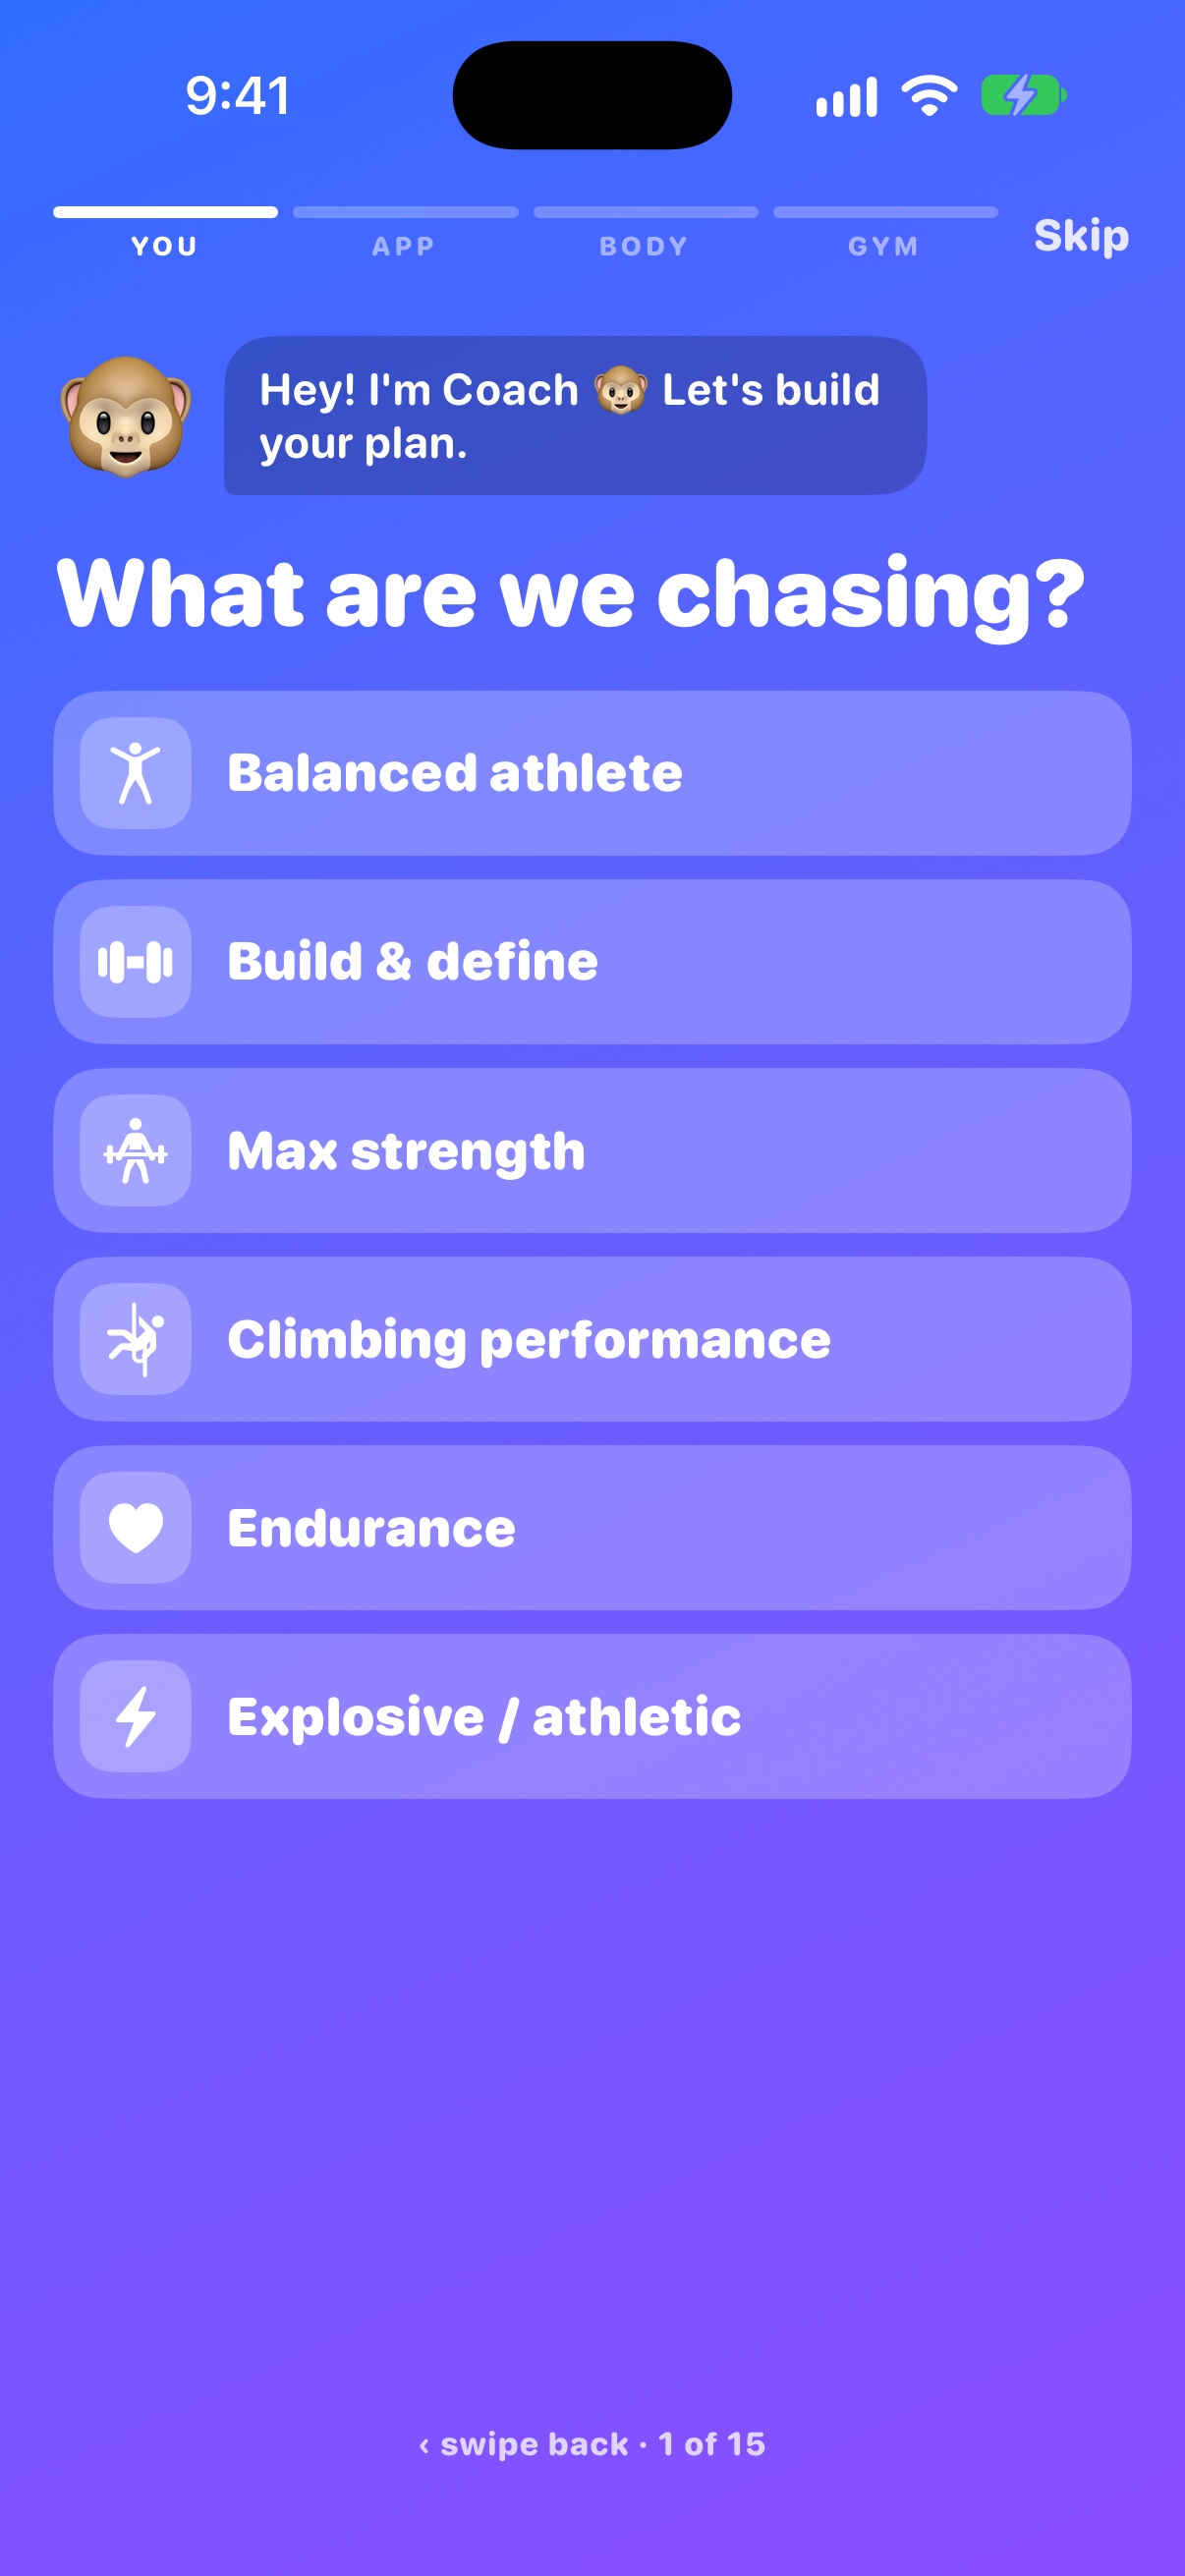 9:41
YOU
APP
BODY
GYM
Skip
Hey! I'm Coach 🐵 Let's build
your plan.
What are we chasing?
Balanced athlete
Build & define
Max strength
Climbing performance
Endurance
Explosive / athletic
‹ swipe back · 1 of 15